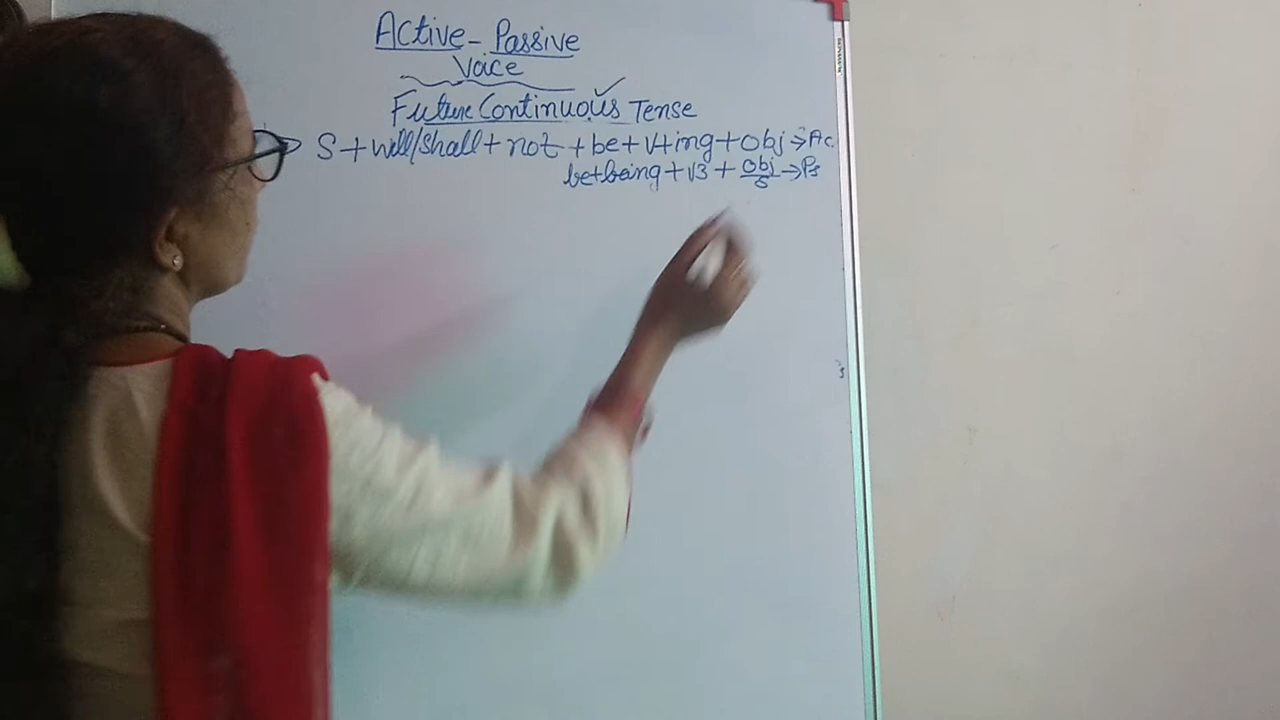 Active - Passive
Voice
Future Continuous Tense
S + will/shall + not + be + V+ing + Obj → Ac
be+being + V3 + Obj/S → Ps